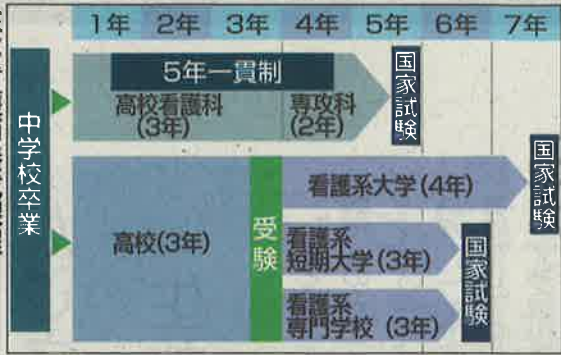 1年 2年 3年 4年 5年 6年 7年
中学校卒業
5年一貫制
高校看護科
(3年)
専攻科
(2年)
国家試験
高校(3年)
受験
看護系大学(4年)
国家試験
看護系
短期大学(3年)
看護系
専門学校(3年)
国家試験